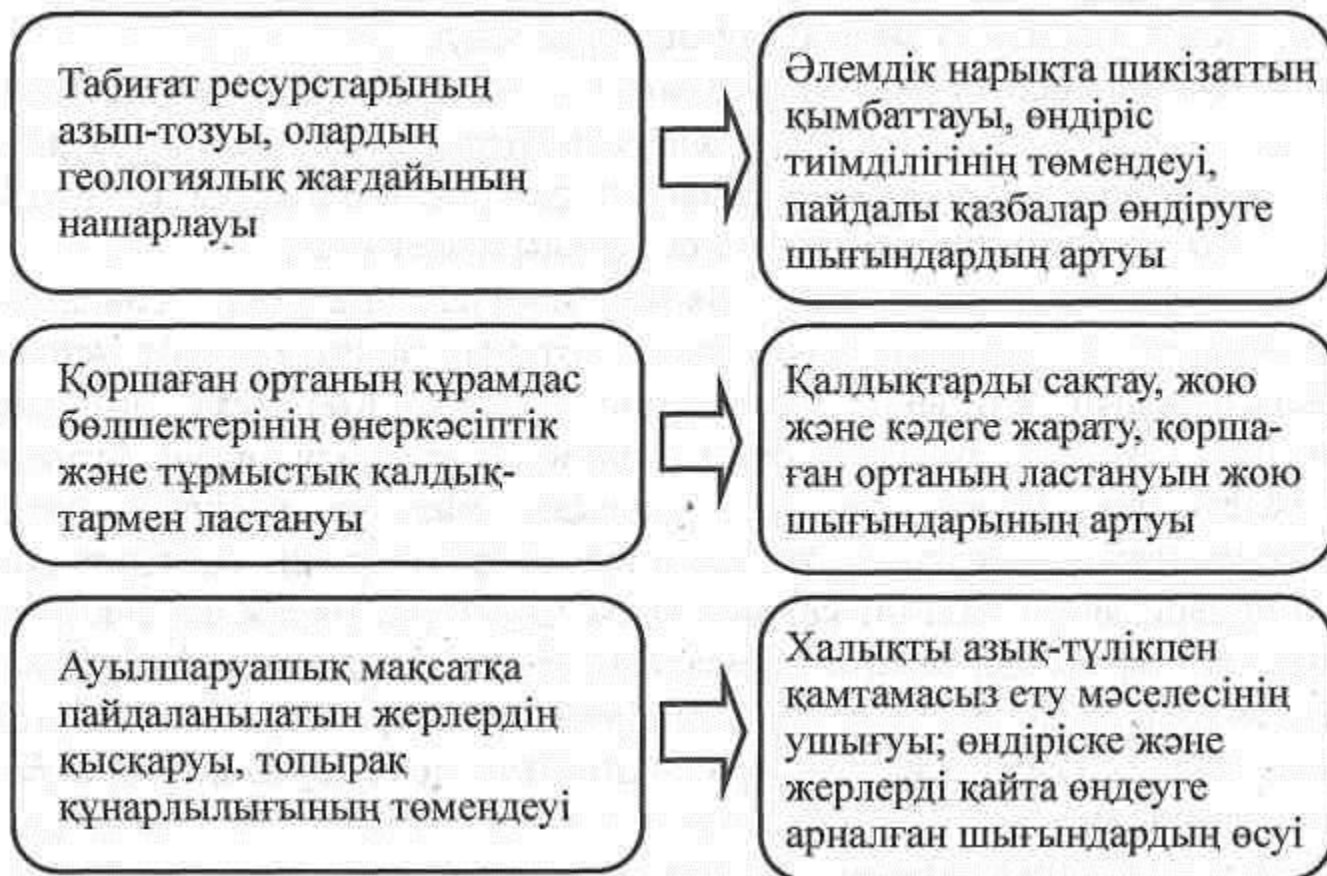 Табиғат ресурстарының
азып-тозуы, олардың
геологиялық жағдайының
нашарлауы
Әлемдік нарықта шикізаттың
қымбаттауы, өндіріс
тиімділігінің төмендеуі,
пайдалы қазбалар өндіруге
шығындардың артуы
Қоршаған ортаның құрамдас
бөлшектерінің өнеркәсіптік
және тұрмыстық қалдық-
тармен ластануы
Қалдықтарды сақтау, жою
және кәдеге жарату, қорша-
ған ортаның ластануын жою
шығындарының артуы
Ауылшаруашық мақсатқа
пайдаланылатын жерлердің
қысқаруы, топырақ
құнарлылығының төмендеуі
Халықты азық-түлікпен
қамтамасыз ету мәселесінің
ушығуы; өндіріске және
жерлерді қайта өңдеуге
арналған шығындардың өсуі